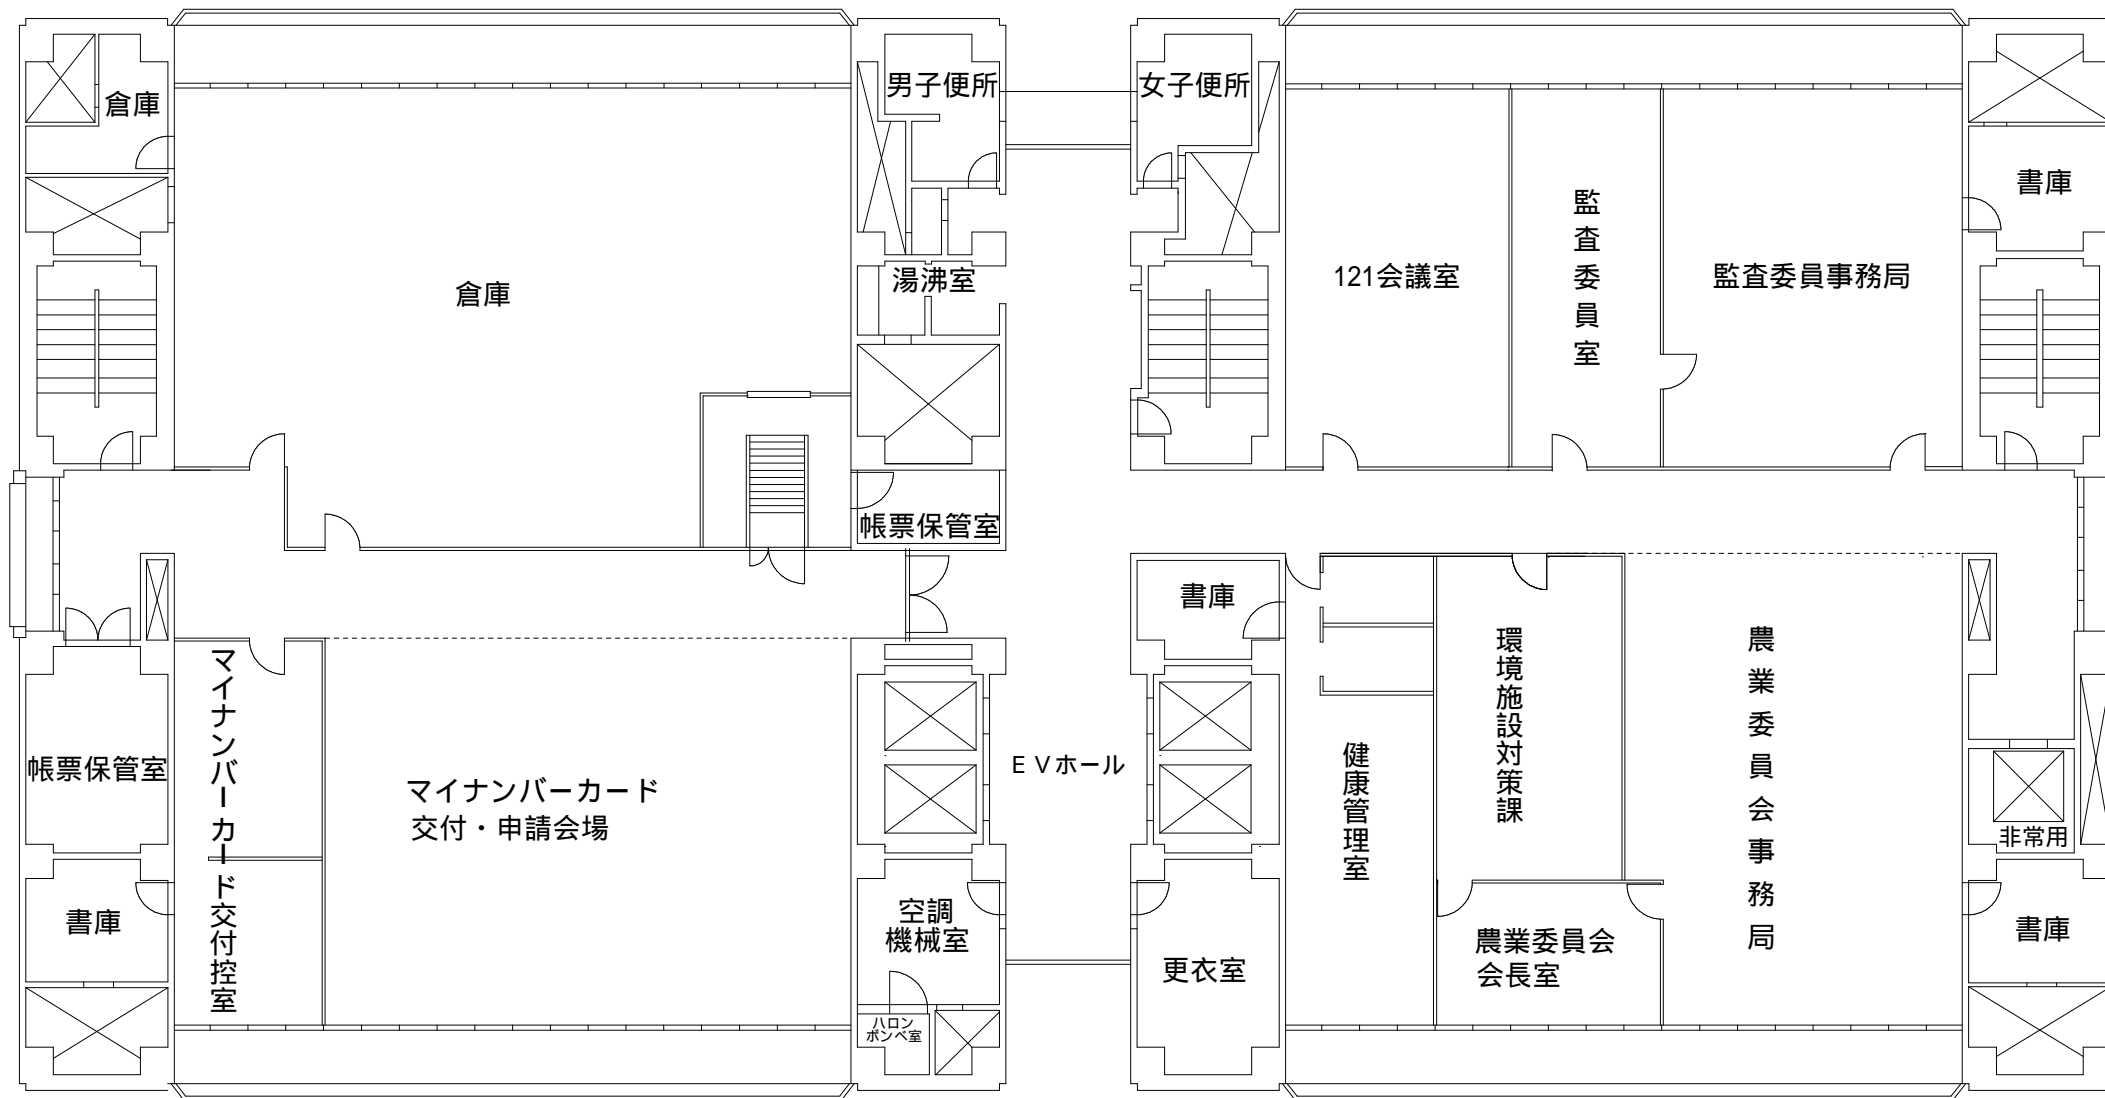 倉庫
男子便所
女子便所
書庫
倉庫
湯沸室
121会議室
監査委員室
監査委員事務局
帳票保管室
書庫
マイナンバーカード交付控室
環境施設対策課
農業委員会事務局
帳票保管室
マイナンバーカード
交付・申請会場
EVホール
健康管理室
非常用
書庫
空調
機械室
更衣室
農業委員会
会長室
書庫
ハロン
ボンベ室